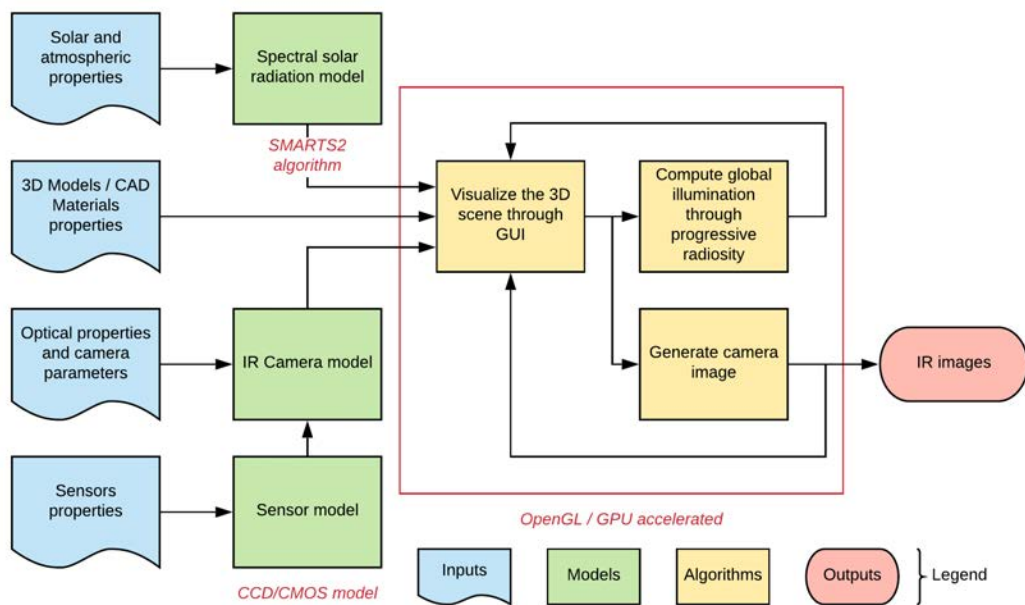 Solar and
atmospheric
properties
Spectral solar
radiation model
SMARTS2
algorithm
3D Models / CAD
Materials
properties
Visualize the 3D
scene through
GUI
Compute global
illumination
through
progressive
radiosity
Optical properties
and camera
parameters
IR Camera model
Generate camera
image
IR images
Sensors
properties
Sensor model
CCD/CMOS model
OpenGL / GPU accelerated
Inputs
Models
Algorithms
Outputs
Legend